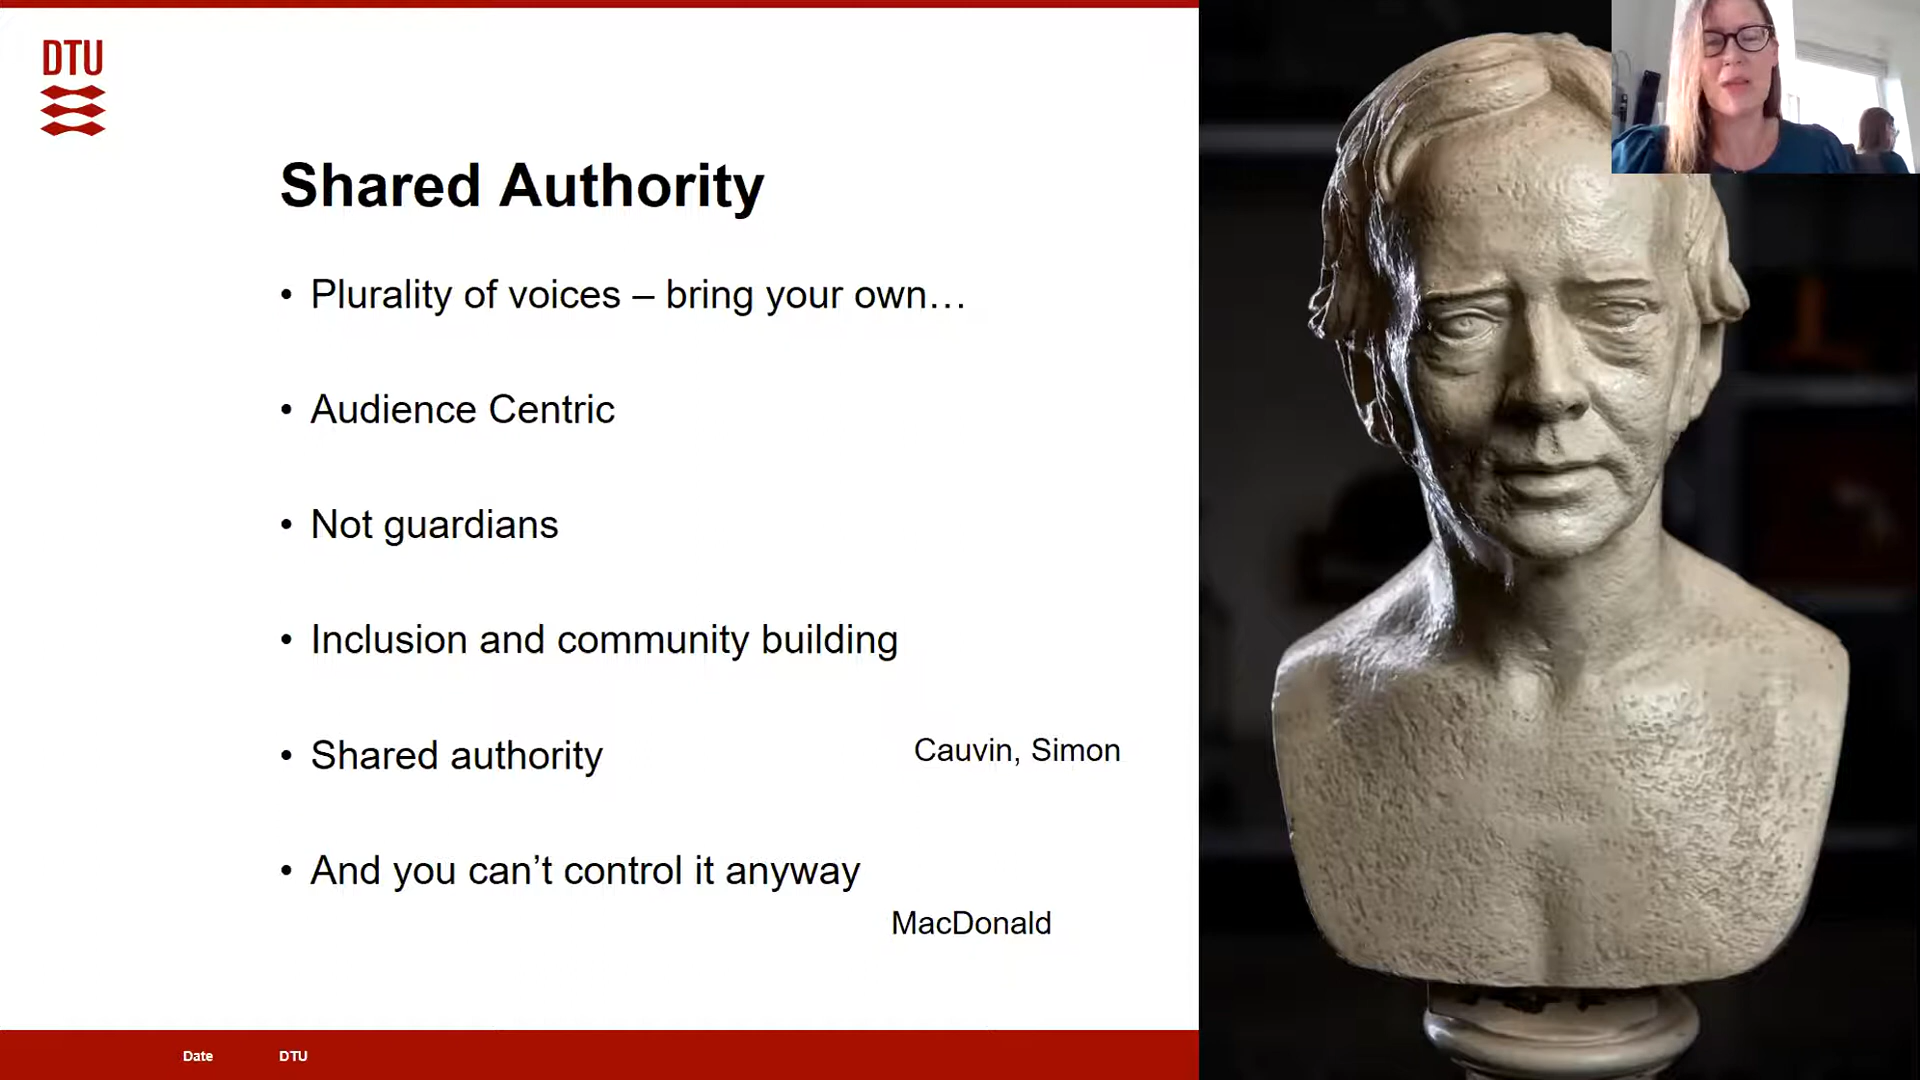 DTU
Shared Authority
• Plurality of voices – bring your own…
• Audience Centric
• Not guardians
• Inclusion and community building
• Shared authority
Cauvin, Simon
• And you can’t control it anyway
MacDonald
Date DTU